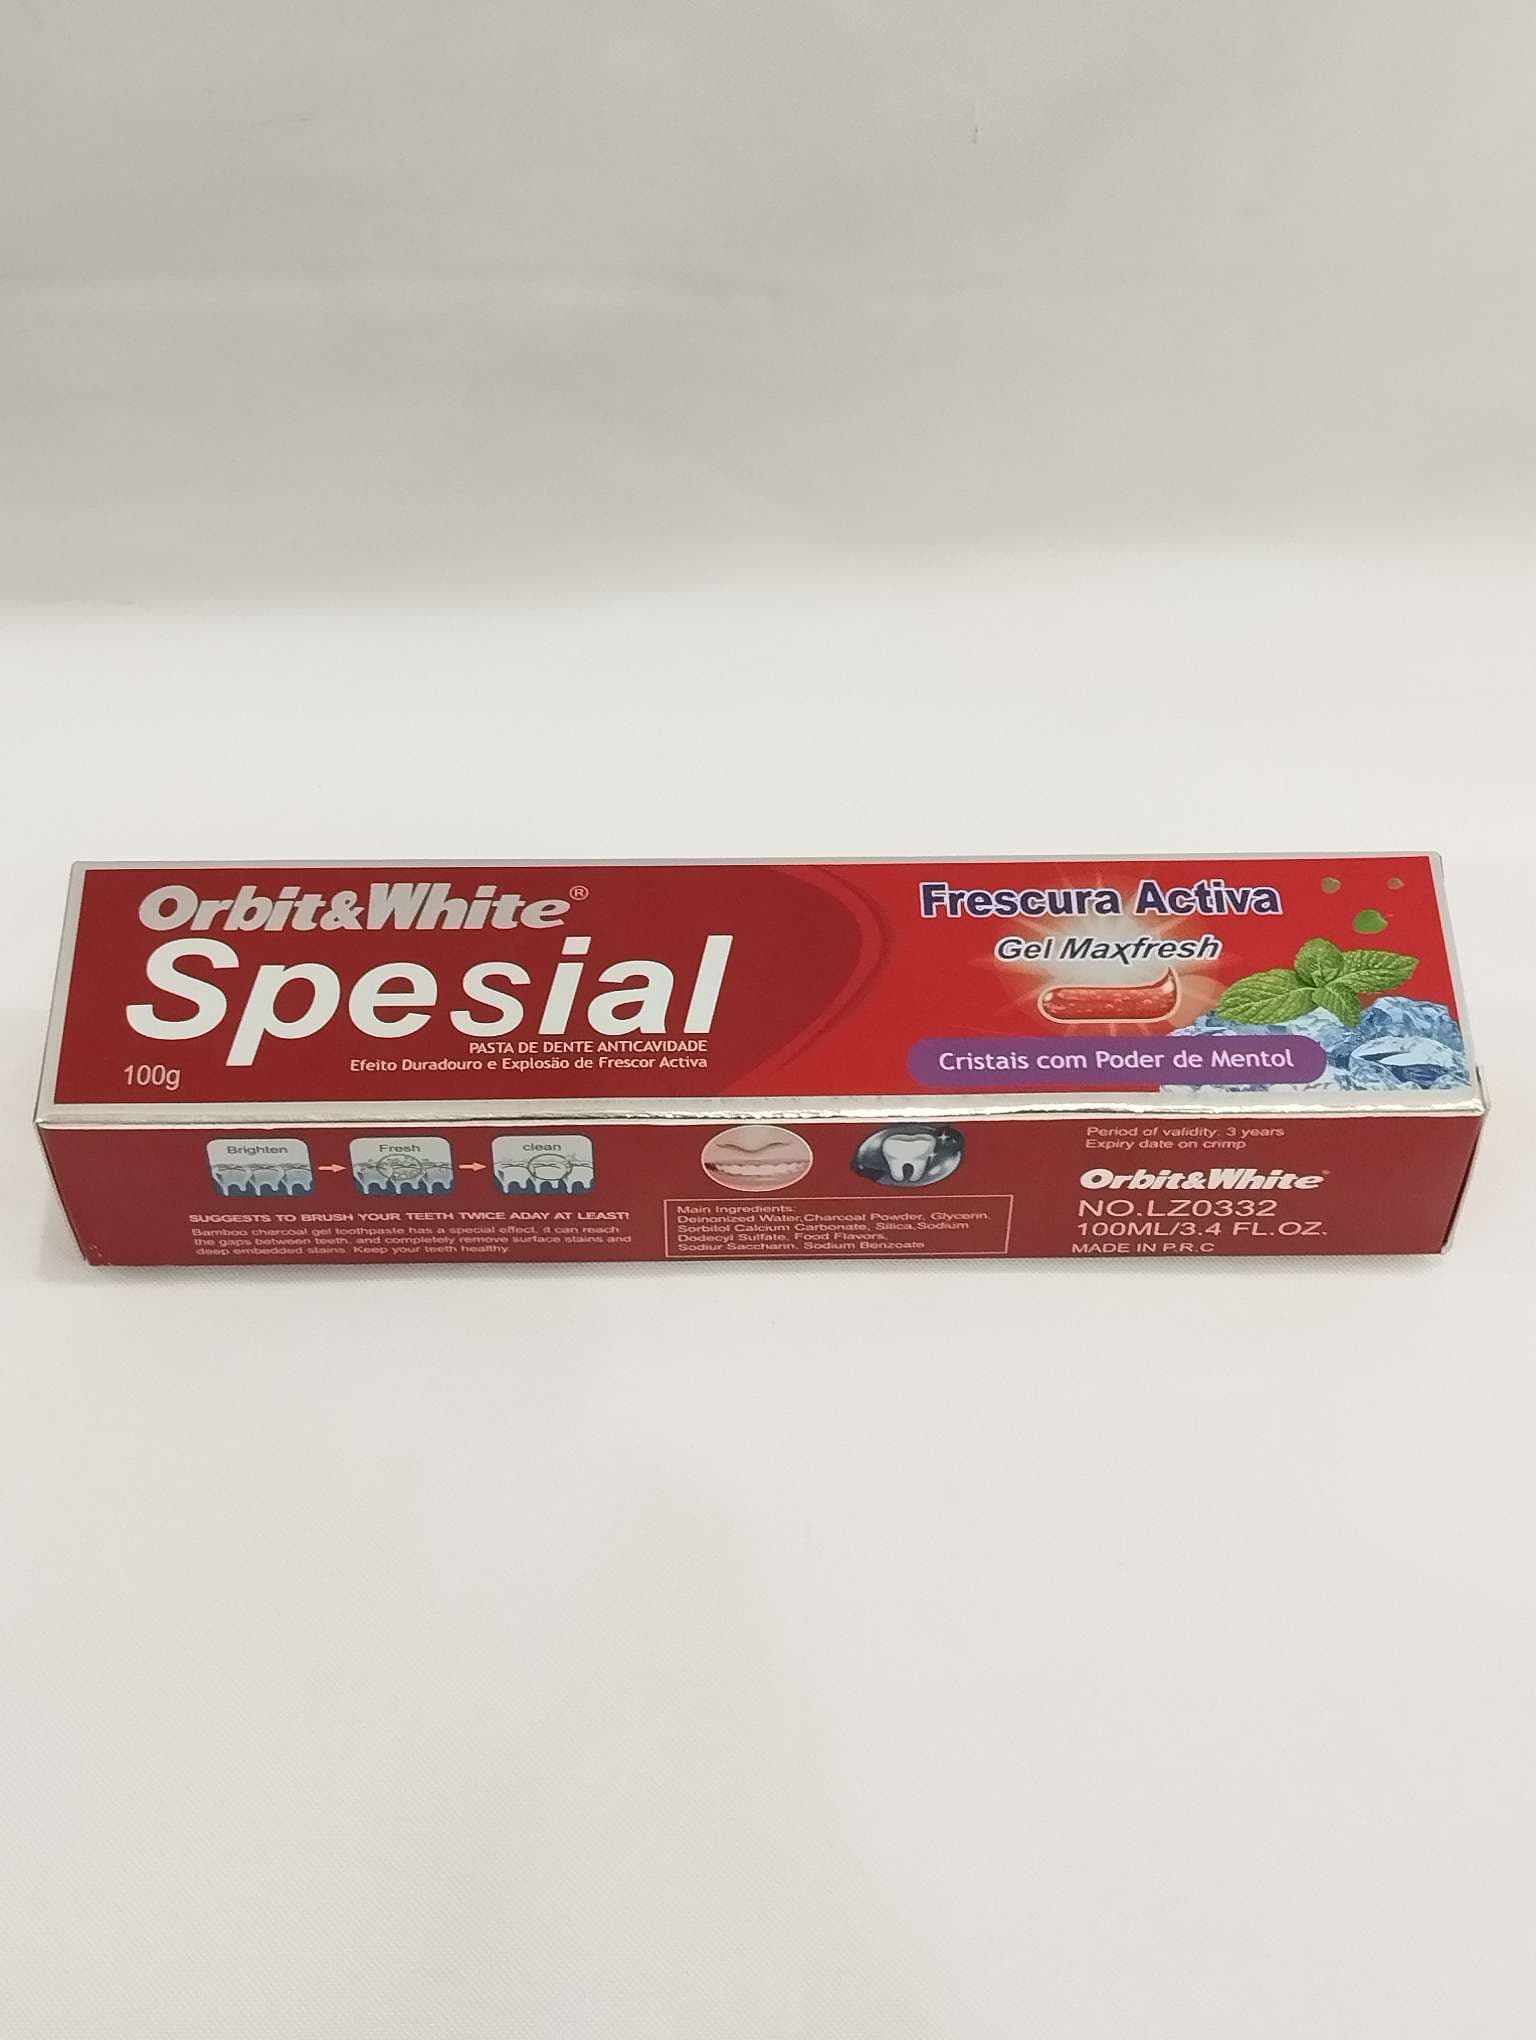 Orbit&White®
Spesial
PASTA DE DENTE ANTICAVIDADE
Efeito Duradouro e Explosão de Frescor Activa
100g
Frescura Activa
Gel Maxfresh
Cristais com Poder de Mentol
Brighten
Fresh
clean
SUGGESTS TO BRUSH YOUR TEETH TWICE ADAY AT LEAST!
Bamboo charcoal gel toothpaste has a special effect, it can reach
the gaps between teeth, and completely remove surface stains and
deep embedded stains. Keep your teeth healthy
Main Ingredients:
Deinonized Water, Charcoal Powder, Glycerin,
Sorbitol Calcium Carbonate, Silica, Sodium
Dodecyl Sulfate, Food Flavors,
Sodiur Saccharin, Sodium Benzoate
Period of validity: 3 years
Expiry date on crimp
Orbit&White
NO.LZ0332
100ML/3.4 FL.OZ.
MADE IN P.R.C